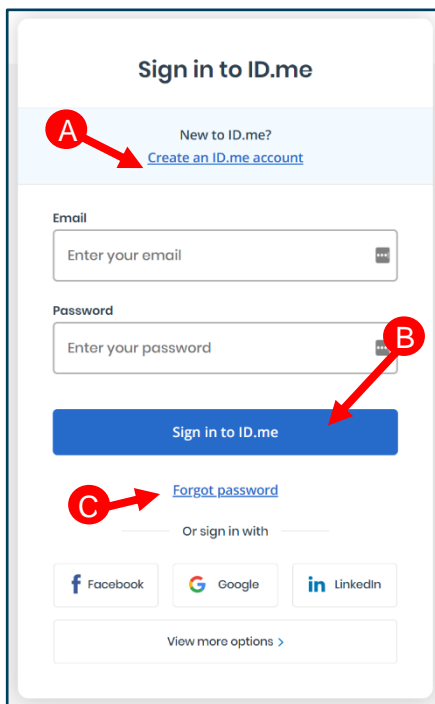 Sign in to ID.me
A
New to ID.me?
Create an ID.me account
Email
Enter your email
Password
Enter your password
B
Sign in to ID.me
C
Forgot password
Or sign in with
Facebook
Google
LinkedIn
View more options >